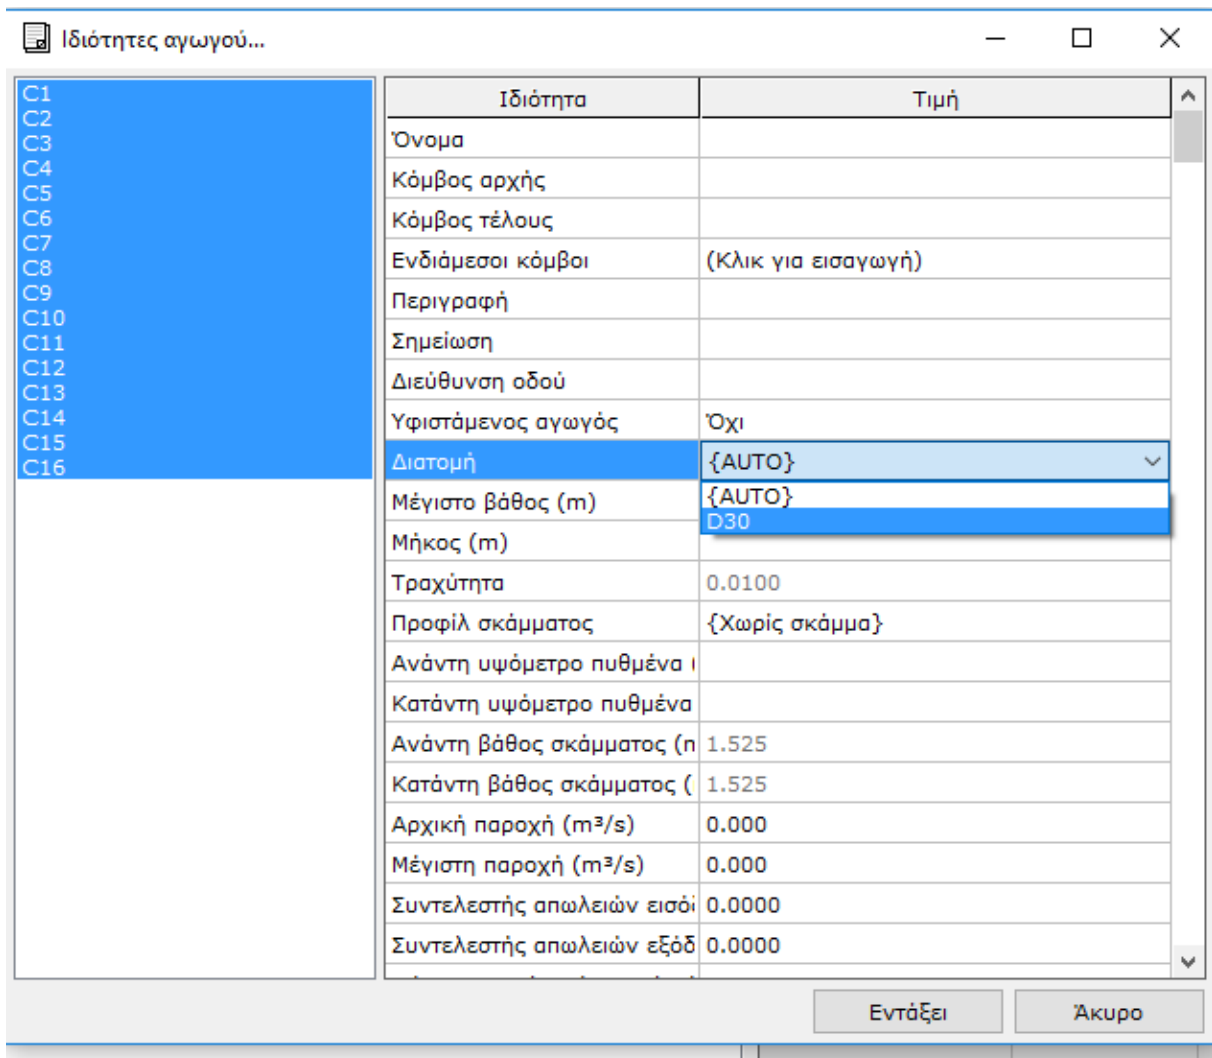 Ιδιότητες αγωγού...
C1
C2
C3
C4
C5
C6
C7
C8
C9
C10
C11
C12
C13
C14
C15
C16
Ιδιότητα Τιμή
Όνομα
Κόμβος αρχής
Κόμβος τέλους
Ενδιάμεσοι κόμβοι (Κλικ για εισαγωγή)
Περιγραφή
Σημείωση
Διεύθυνση οδού
Υφιστάμενος αγωγός Όχι
Διατομή {AUTO}
{AUTO}
Μέγιστο βάθος (m)
D30
Μήκος (m)
Τραχύτητα 0.0100
Προφίλ σκάμματος {Χωρίς σκάμμα}
Ανάντη υψόμετρο πυθμένα (
Κατάντη υψόμετρο πυθμένα
Ανάντη βάθος σκάμματος (m 1.525
Κατάντη βάθος σκάμματος ( 1.525
Αρχική παροχή (m³/s) 0.000
Μέγιστη παροχή (m³/s) 0.000
Συντελεστής απωλειών εισόδ 0.0000
Συντελεστής απωλειών εξόδ 0.0000
Εντάξει Άκυρο